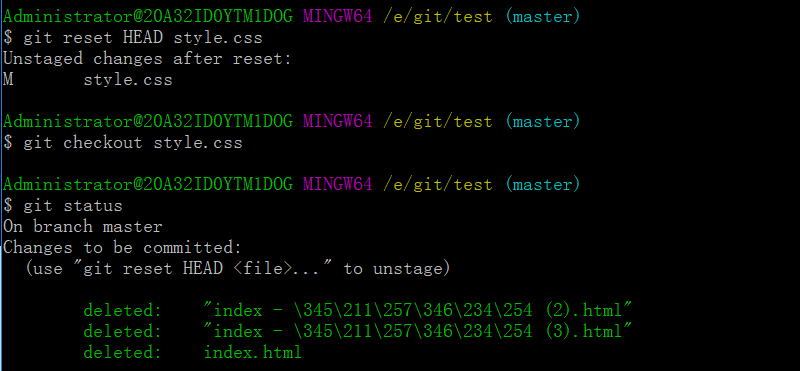 Administrator@20A32ID0YTM1DOG MINGW64 /e/git/test (master)
$ git reset HEAD style.css
Unstaged changes after reset:
M       style.css
Administrator@20A32ID0YTM1DOG MINGW64 /e/git/test (master)
$ git checkout style.css
Administrator@20A32ID0YTM1DOG MINGW64 /e/git/test (master)
$ git status
On branch master
Changes to be committed:
  (use "git reset HEAD <file>..." to unstage)
        deleted:    "index - \345\211\257\346\234\254 (2).html"
        deleted:    "index - \345\211\257\346\234\254 (3).html"
        deleted:    index.html